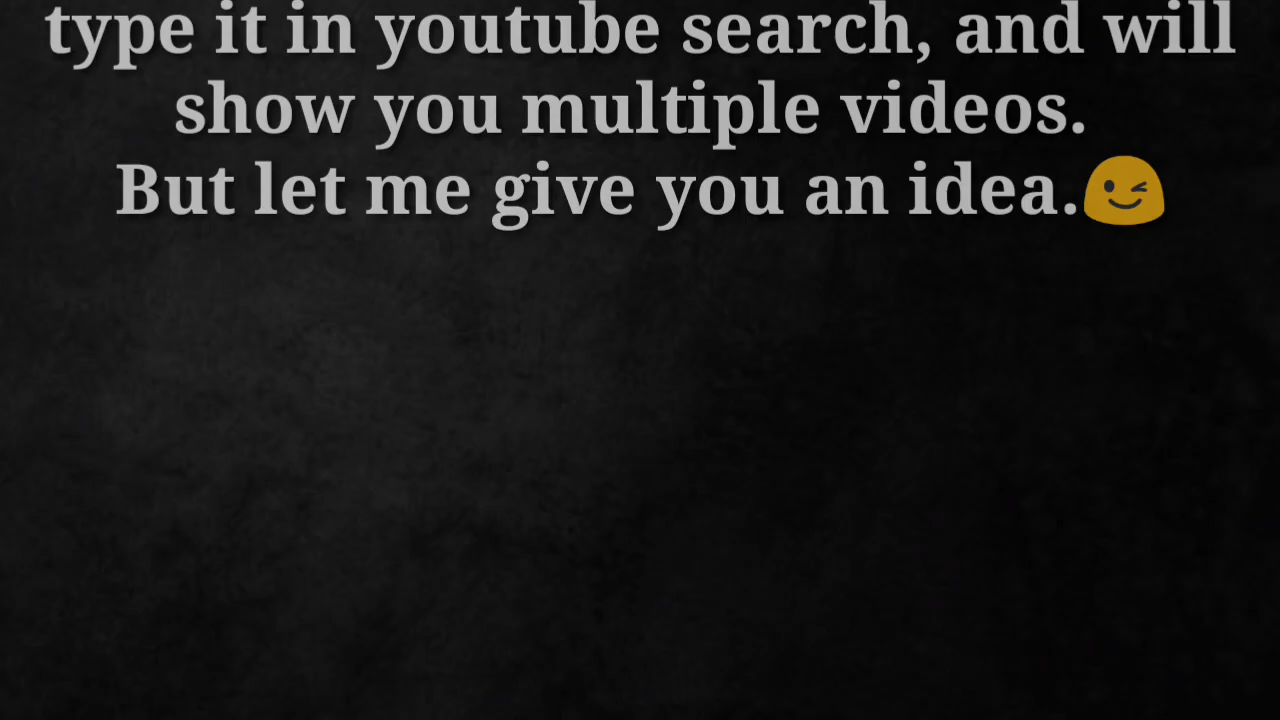 type it in youtube search, and will
show you multiple videos.
But let me give you an idea.😉